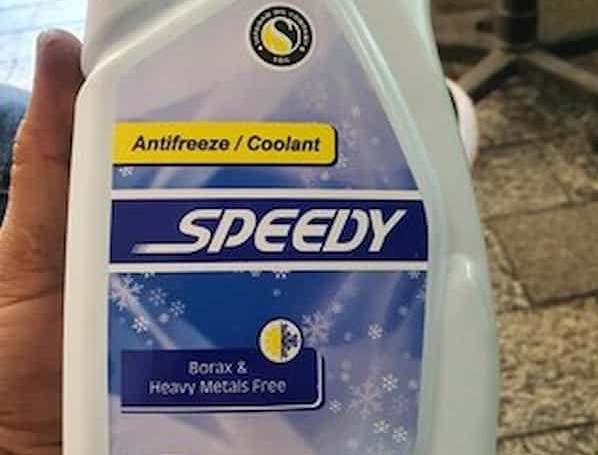 Antifreeze / Coolant
SPEEDY
Borax &
Heavy Metals Free